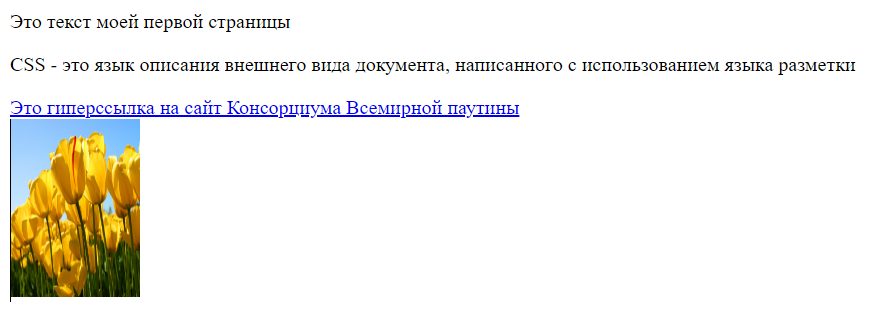 Это текст моей первой страницы
CSS - это язык описания внешнего вида документа, написанного с использованием языка разметки
Это гиперссылка на сайт Консорциума Всемирной паутины